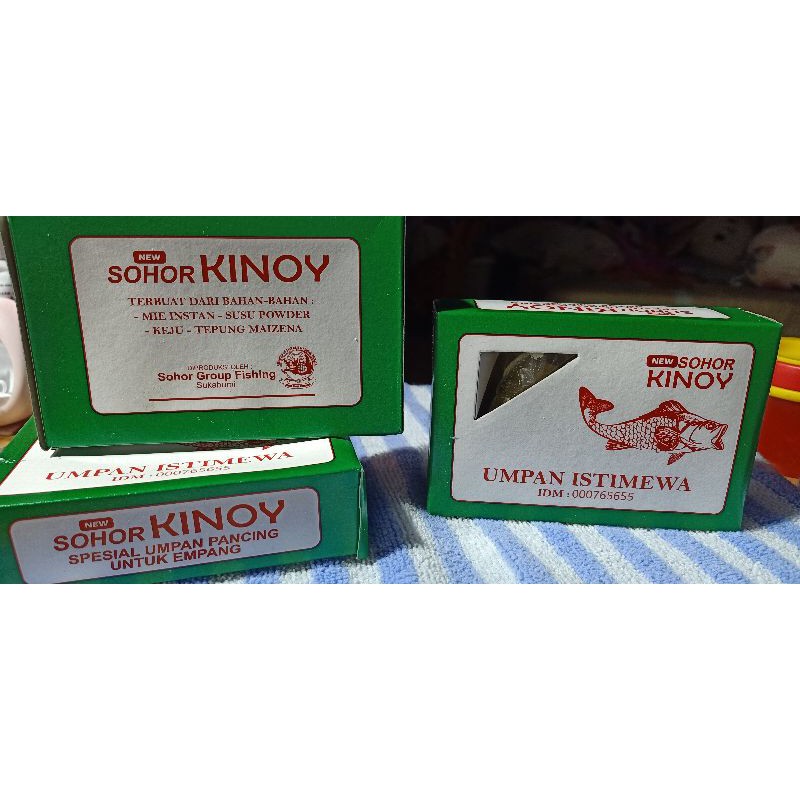 NEW
SOHOR KINOY
TERBUAT DARI BAHAN-BAHAN :
- MIE INSTAN - SUSU POWDER
- KEJU - TEPUNG MAIZENA
DIPRODUKSI OLEH :
Sohor Group Fishing
Sukabumi
UMPAN ISTIMEWA
IDM : 000765655
NEW
SOHOR KINOY
SPESIAL UMPAN PANCING
UNTUK EMPANG
NEW SOHOR
KINOY
UMPAN ISTIMEWA
IDM : 000765655